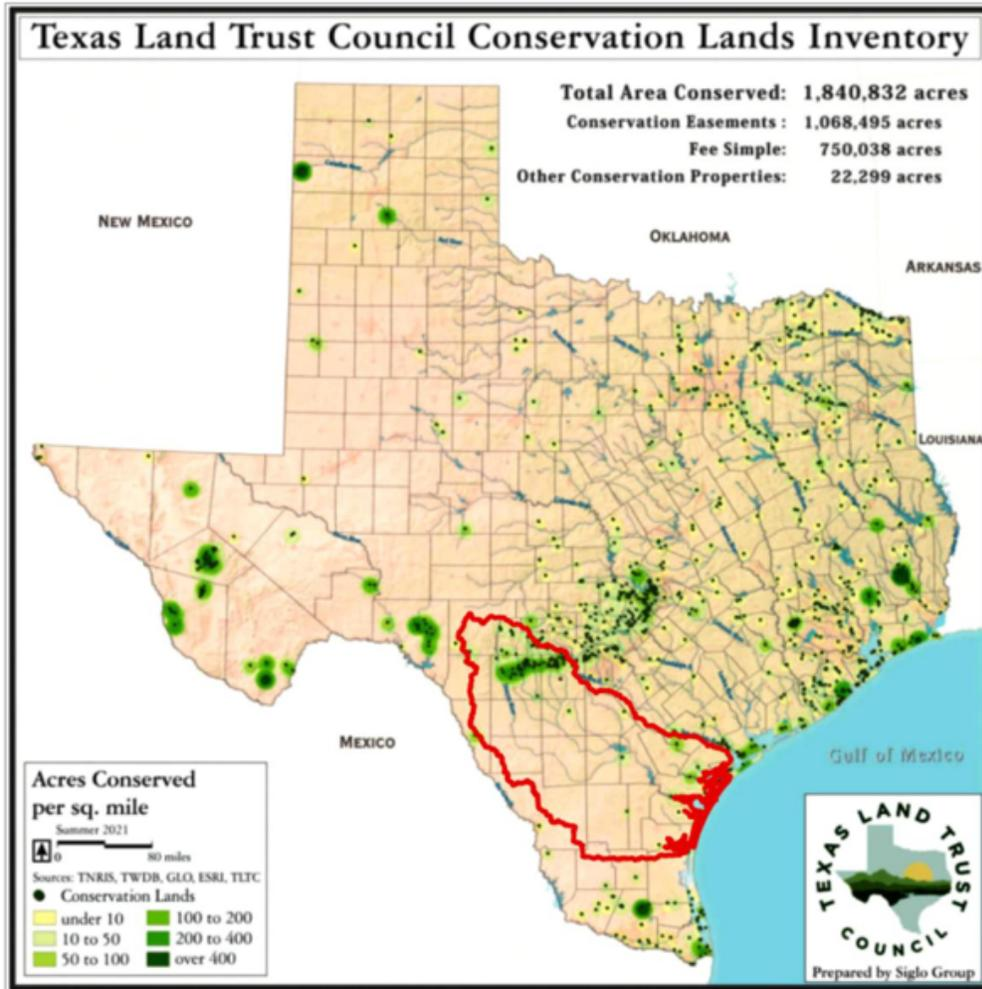 Texas Land Trust Council Conservation Lands Inventory
Total Area Conserved: 1,840,832 acres
Conservation Easements : 1,068,495 acres
Fee Simple: 750,038 acres
Other Conservation Properties: 22,299 acres
NEW MEXICO
OKLAHOMA
ARKANSAS
LOUISIANA
MEXICO
Gulf of Mexico
Acres Conserved
per sq. mile
Summer 2021
0 80 miles
Sources: TNRIS, TWDB, GLO, ESRI, TLTC
Conservation Lands
under 10
10 to 50
50 to 100
100 to 200
200 to 400
over 400
TEXAS LAND TRUST
COUNCIL
Prepared by Siglo Group